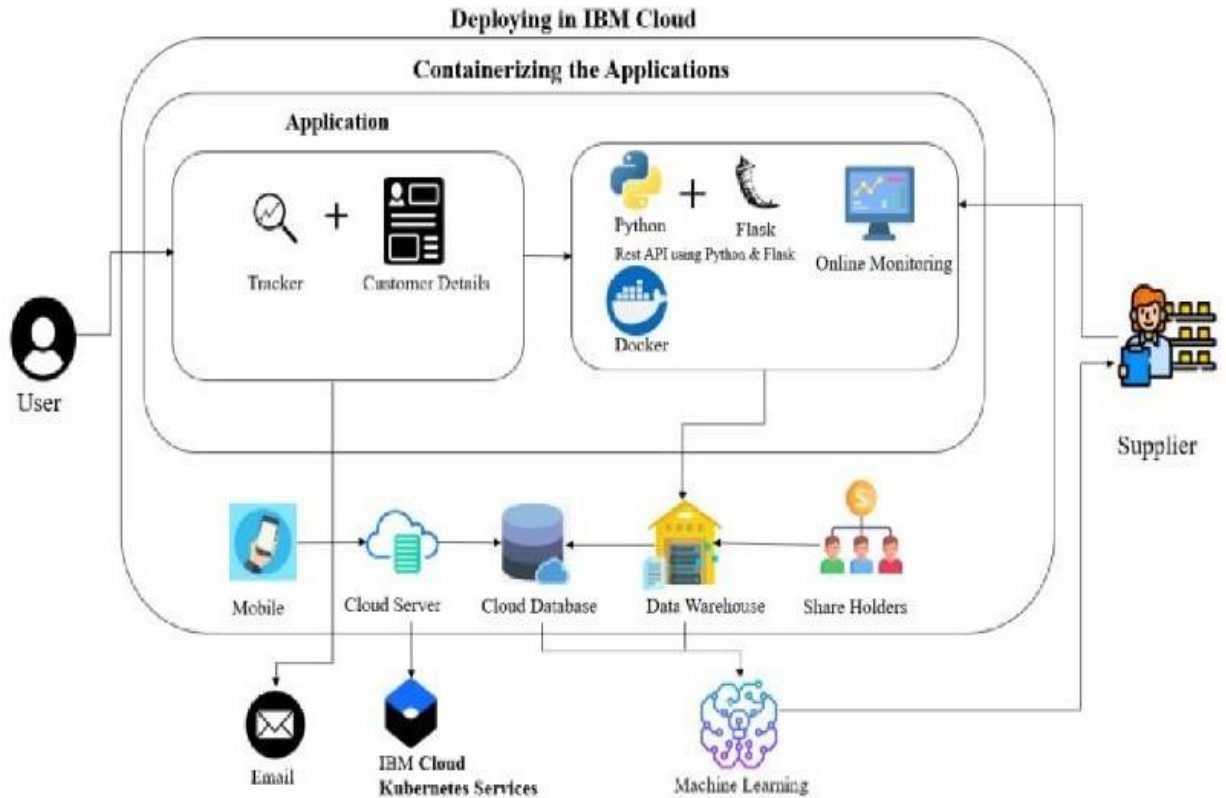 Deploying in IBM Cloud
Containerizing the Applications
Application
Tracker
+
Customer Details
Python
+
Flask
Rest API using Python & Flask
Docker
Online Monitoring
User
Supplier
Mobile
Cloud Server
Cloud Database
Data Warehouse
$
Share Holders
Email
IBM Cloud
Kubernetes Services
Machine Learning